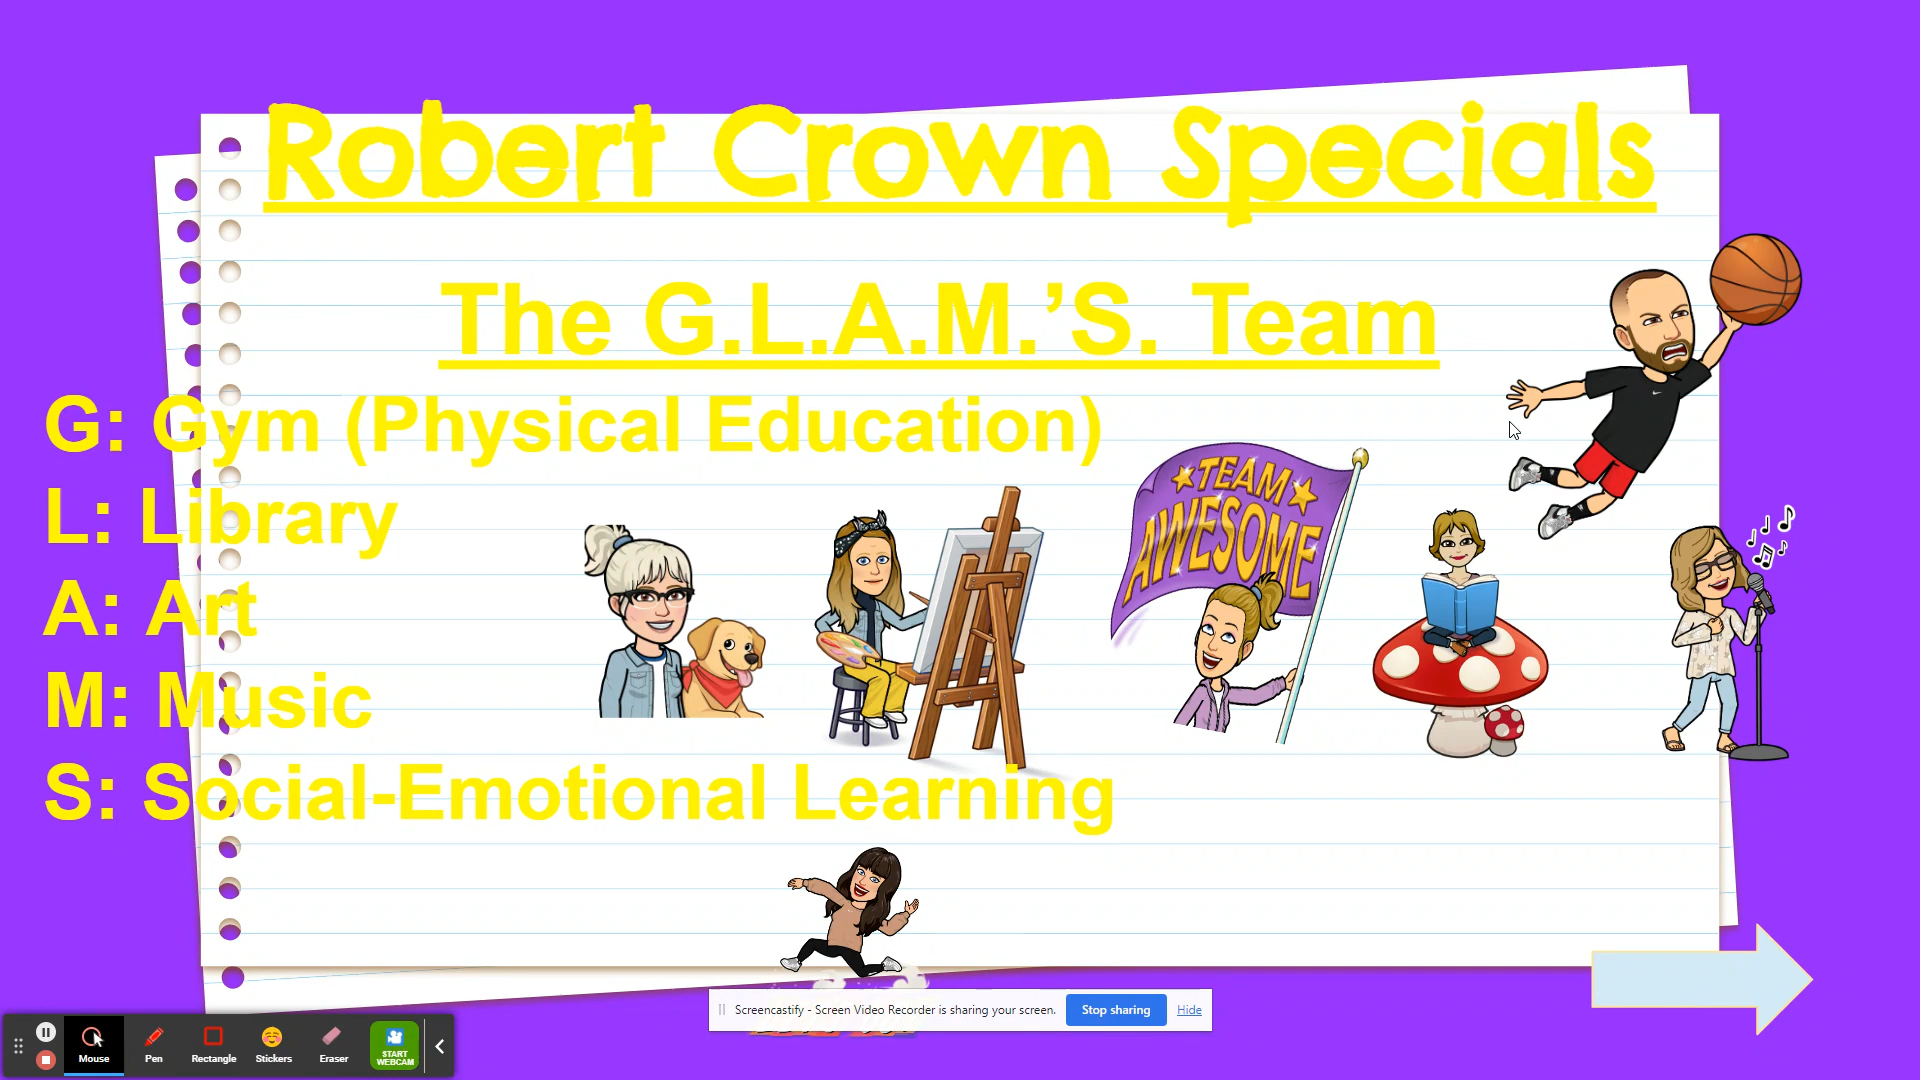 Robert Crown Specials
The G.L.A.M.’S. Team
G: Gym (Physical Education)
L: Library
A: Art
M: Music
S: Social-Emotional Learning
TEAM
AWESOME
Screencastify - Screen Video Recorder is sharing your screen. Stop sharing Hide
Mouse Pen Rectangle Stickers Eraser START WEBCAM